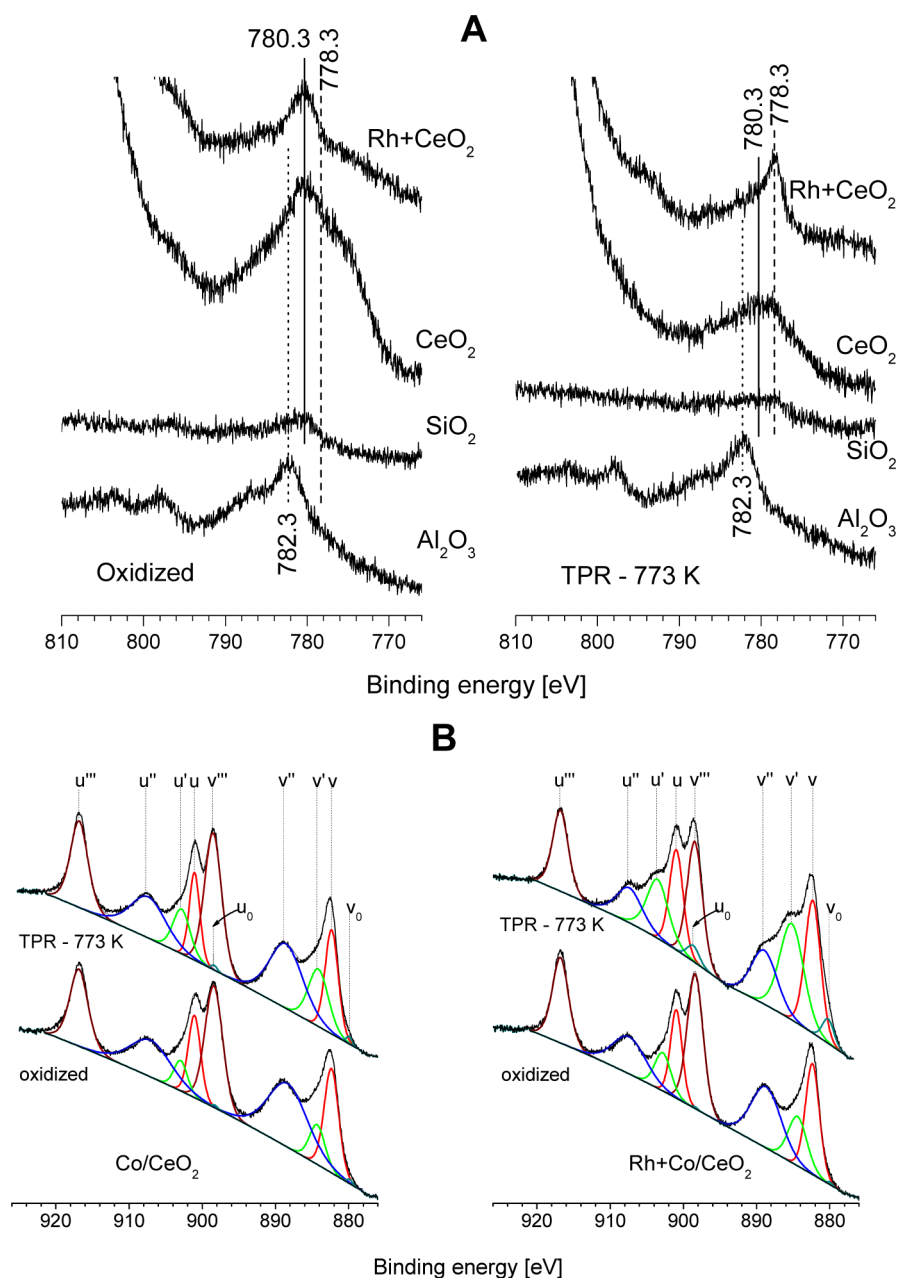 A
780.3
778.3
Rh+CeO2
CeO2
SiO2
Al2O3
782.3
Oxidized
810 800 790 780 770
780.3
778.3
Rh+CeO2
CeO2
SiO2
Al2O3
782.3
TPR - 773 K
810 800 790 780 770
Binding energy [eV]
B
u''' u'' u' u v''' v'' v' v
u0
v0
TPR - 773 K
oxidized
Co/CeO2
920 910 900 890 880
u''' u'' u' u v''' v'' v' v
u0
v0
TPR - 773 K
oxidized
Rh+Co/CeO2
920 910 900 890 880
Binding energy [eV]